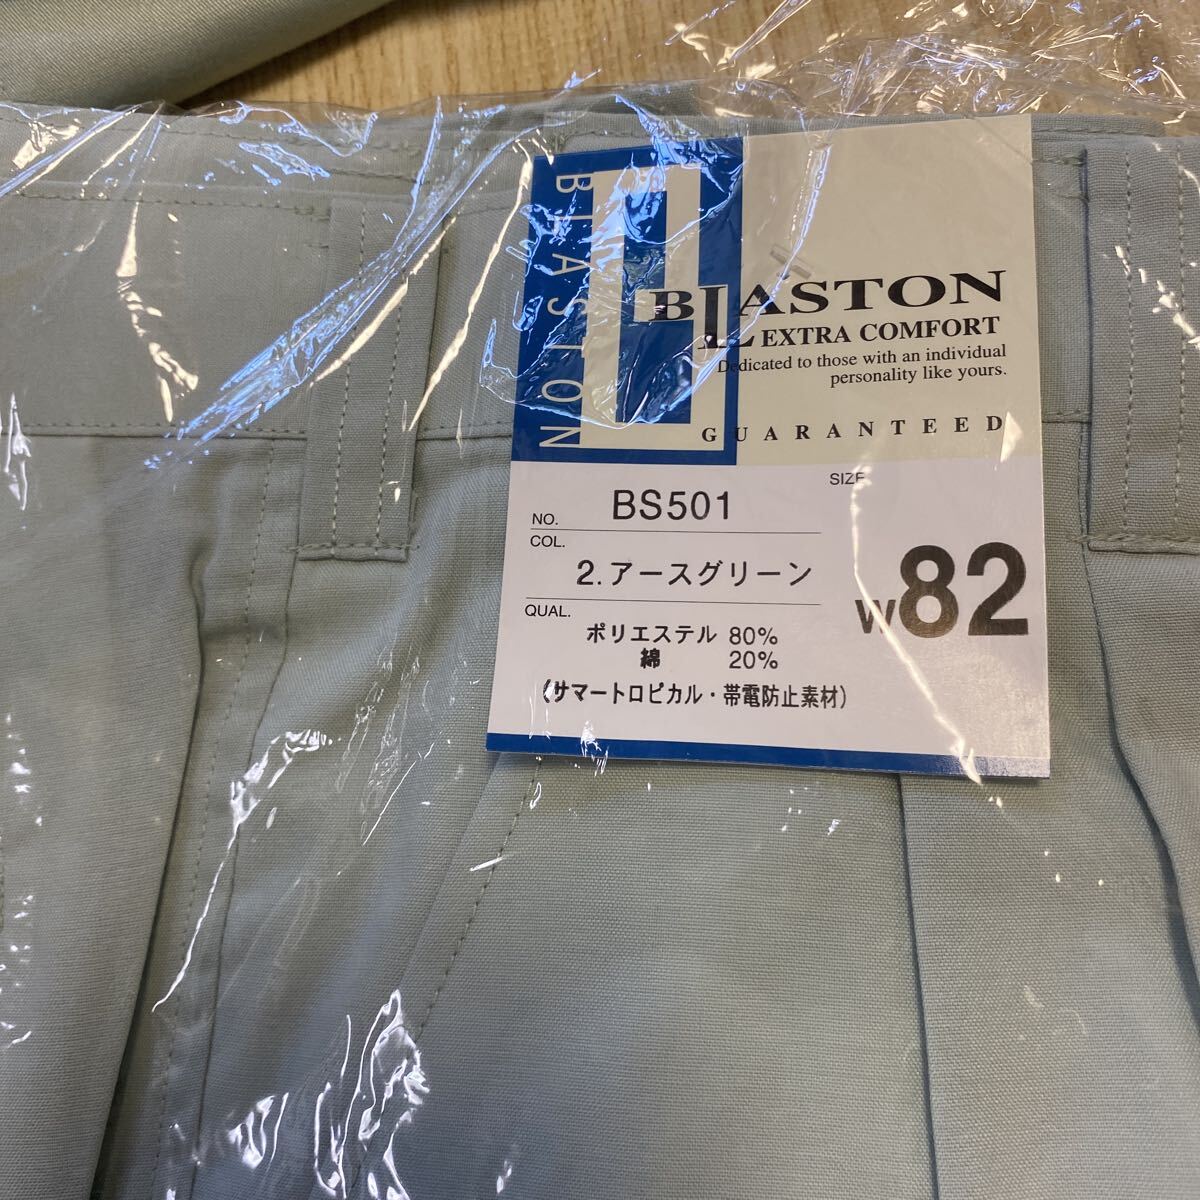 BLASTON
BLASTON
EXTRA COMFORT
Dedicated to those with an individual
personality like yours.
GUARANTEED
NO. BS501
SIZE
W82
COL.
2.アースグリーン
QUAL.
ポリエステル 80%
綿 20%
(サマートロピカル・帯電防止素材)